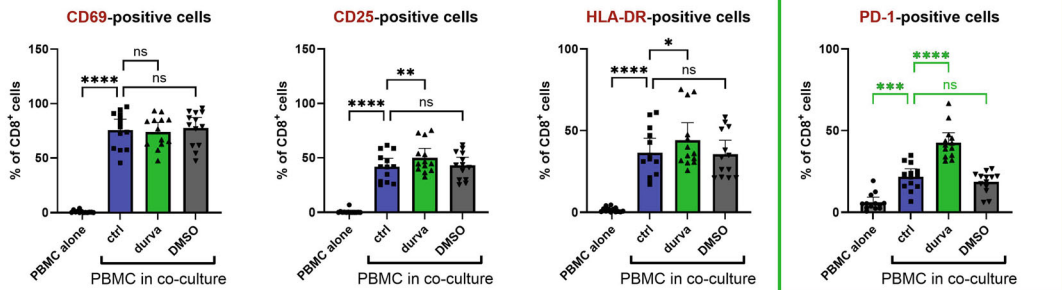 CD69-positive cells
% of CD8+ cells
150
100
50
0
****
ns
ns
PBMC alone
ctrl
durva
DMSO
PBMC in co-culture
CD25-positive cells
% of CD8+ cells
150
100
50
0
****
**
ns
PBMC alone
ctrl
durva
DMSO
PBMC in co-culture
HLA-DR-positive cells
% of CD8+ cells
100
50
0
****
*
ns
PBMC alone
ctrl
durva
DMSO
PBMC in co-culture
PD-1-positive cells
% of CD8+ cells
100
50
0
***
****
ns
PBMC alone
ctrl
durva
DMSO
PBMC in co-culture